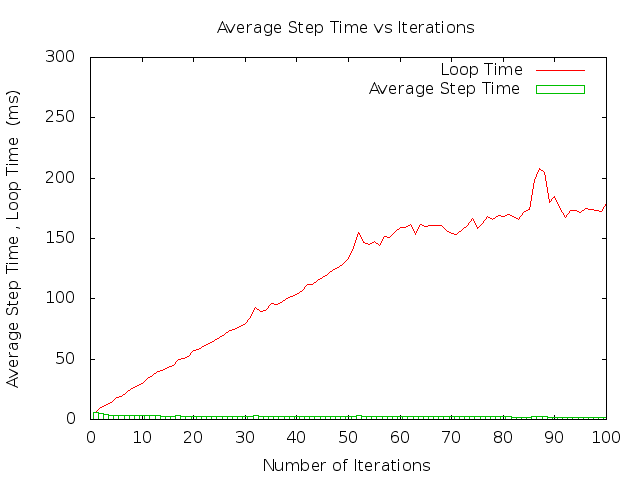 Average Step Time vs Iterations
Loop Time
Average Step Time
300
250
200
150
100
50
0
Average Step Time , Loop Time (ms)
0 10 20 30 40 50 60 70 80 90 100
Number of Iterations